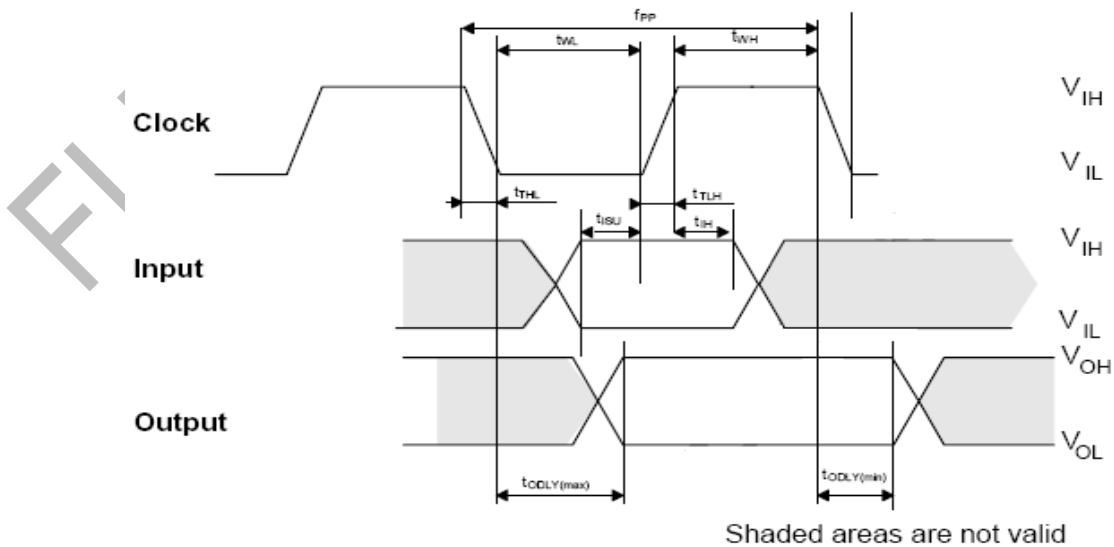 fPP
tWL
tWH
Clock
VIH
VIL
tTHL
tTLH
tISU
tIH
Input
VIH
VIL
VOH
Output
VOL
tODLY(max)
tODLY(min)
Shaded areas are not valid